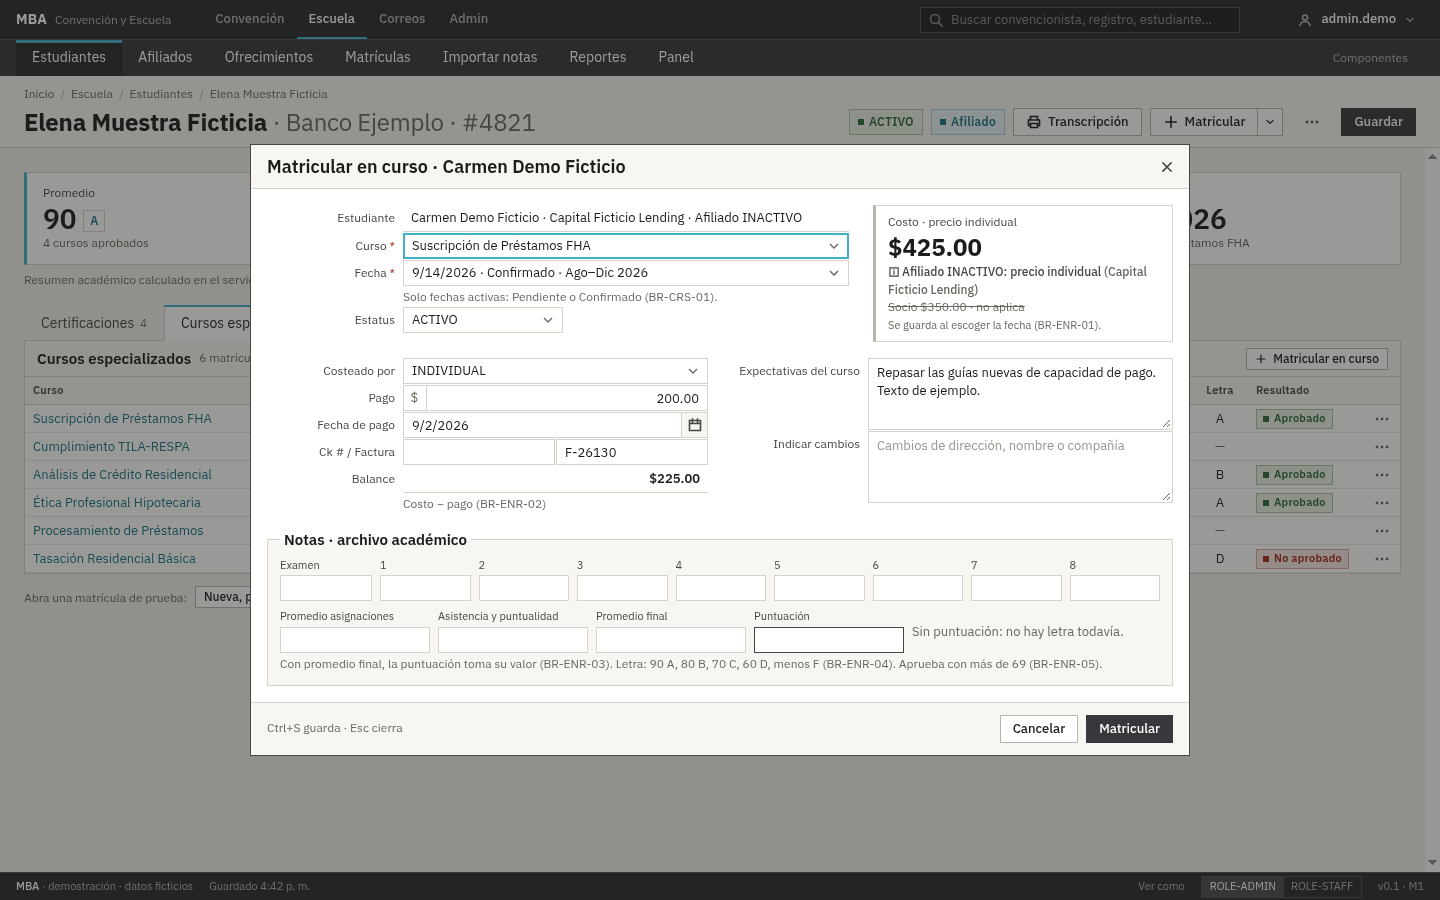 MBA Convención y Escuela Convención Escuela Correos Admin Buscar convencionista, registro, estudiante... admin.demo
Estudiantes Afiliados Ofrecimientos Matrículas Importar notas Reportes Panel Componentes
Inicio / Escuela / Estudiantes / Elena Muestra Ficticia
Elena Muestra Ficticia · Banco Ejemplo · #4821 ACTIVO Afiliado Transcripción Matricular ··· Guardar
Matricular en curso · Carmen Demo Ficticio
Promedio
90 A
4 cursos aprobados
Resumen académico calculado en el servi
026
tamos FHA
Certificaciones 4 Cursos esp
Cursos especializados 6 matrícu
Matricular en curso
Curso Letra Resultado
Suscripción de Préstamos FHA A Aprobado ···
Cumplimiento TILA-RESPA — ···
Análisis de Crédito Residencial B Aprobado ···
Ética Profesional Hipotecaria A Aprobado ···
Procesamiento de Préstamos — ···
Tasación Residencial Básica D No aprobado ···
Abra una matrícula de prueba: Nueva, p
Estudiante Carmen Demo Ficticio · Capital Ficticio Lending · Afiliado INACTIVO
Curso * Suscripción de Préstamos FHA
Fecha * 9/14/2026 · Confirmado · Ago–Dic 2026
Solo fechas activas: Pendiente o Confirmado (BR-CRS-01).
Estatus ACTIVO
Costo · precio individual
$425.00
Afiliado INACTIVO: precio individual (Capital
Ficticio Lending)
Socio $350.00 · no aplica
Se guarda al escoger la fecha (BR-ENR-01).
Costeado por INDIVIDUAL
Pago $ 200.00
Fecha de pago 9/2/2026
Ck # / Factura F-26130
Balance $225.00
Costo – pago (BR-ENR-02)
Expectativas del curso Repasar las guías nuevas de capacidad de pago.
Texto de ejemplo.
Indicar cambios Cambios de dirección, nombre o compañía
Notas · archivo académico
Examen 1 2 3 4 5 6 7 8
Promedio asignaciones Asistencia y puntualidad Promedio final Puntuación
Sin puntuación: no hay letra todavía.
Con promedio final, la puntuación toma su valor (BR-ENR-03). Letra: 90 A, 80 B, 70 C, 60 D, menos F (BR-ENR-04). Aprueba con más de 69 (BR-ENR-05).
Ctrl+S guarda · Esc cierra Cancelar Matricular
MBA · demostración · datos ficticios Guardado 4:42 p. m. Ver como ROLE-ADMIN ROLE-STAFF v0.1 · M1